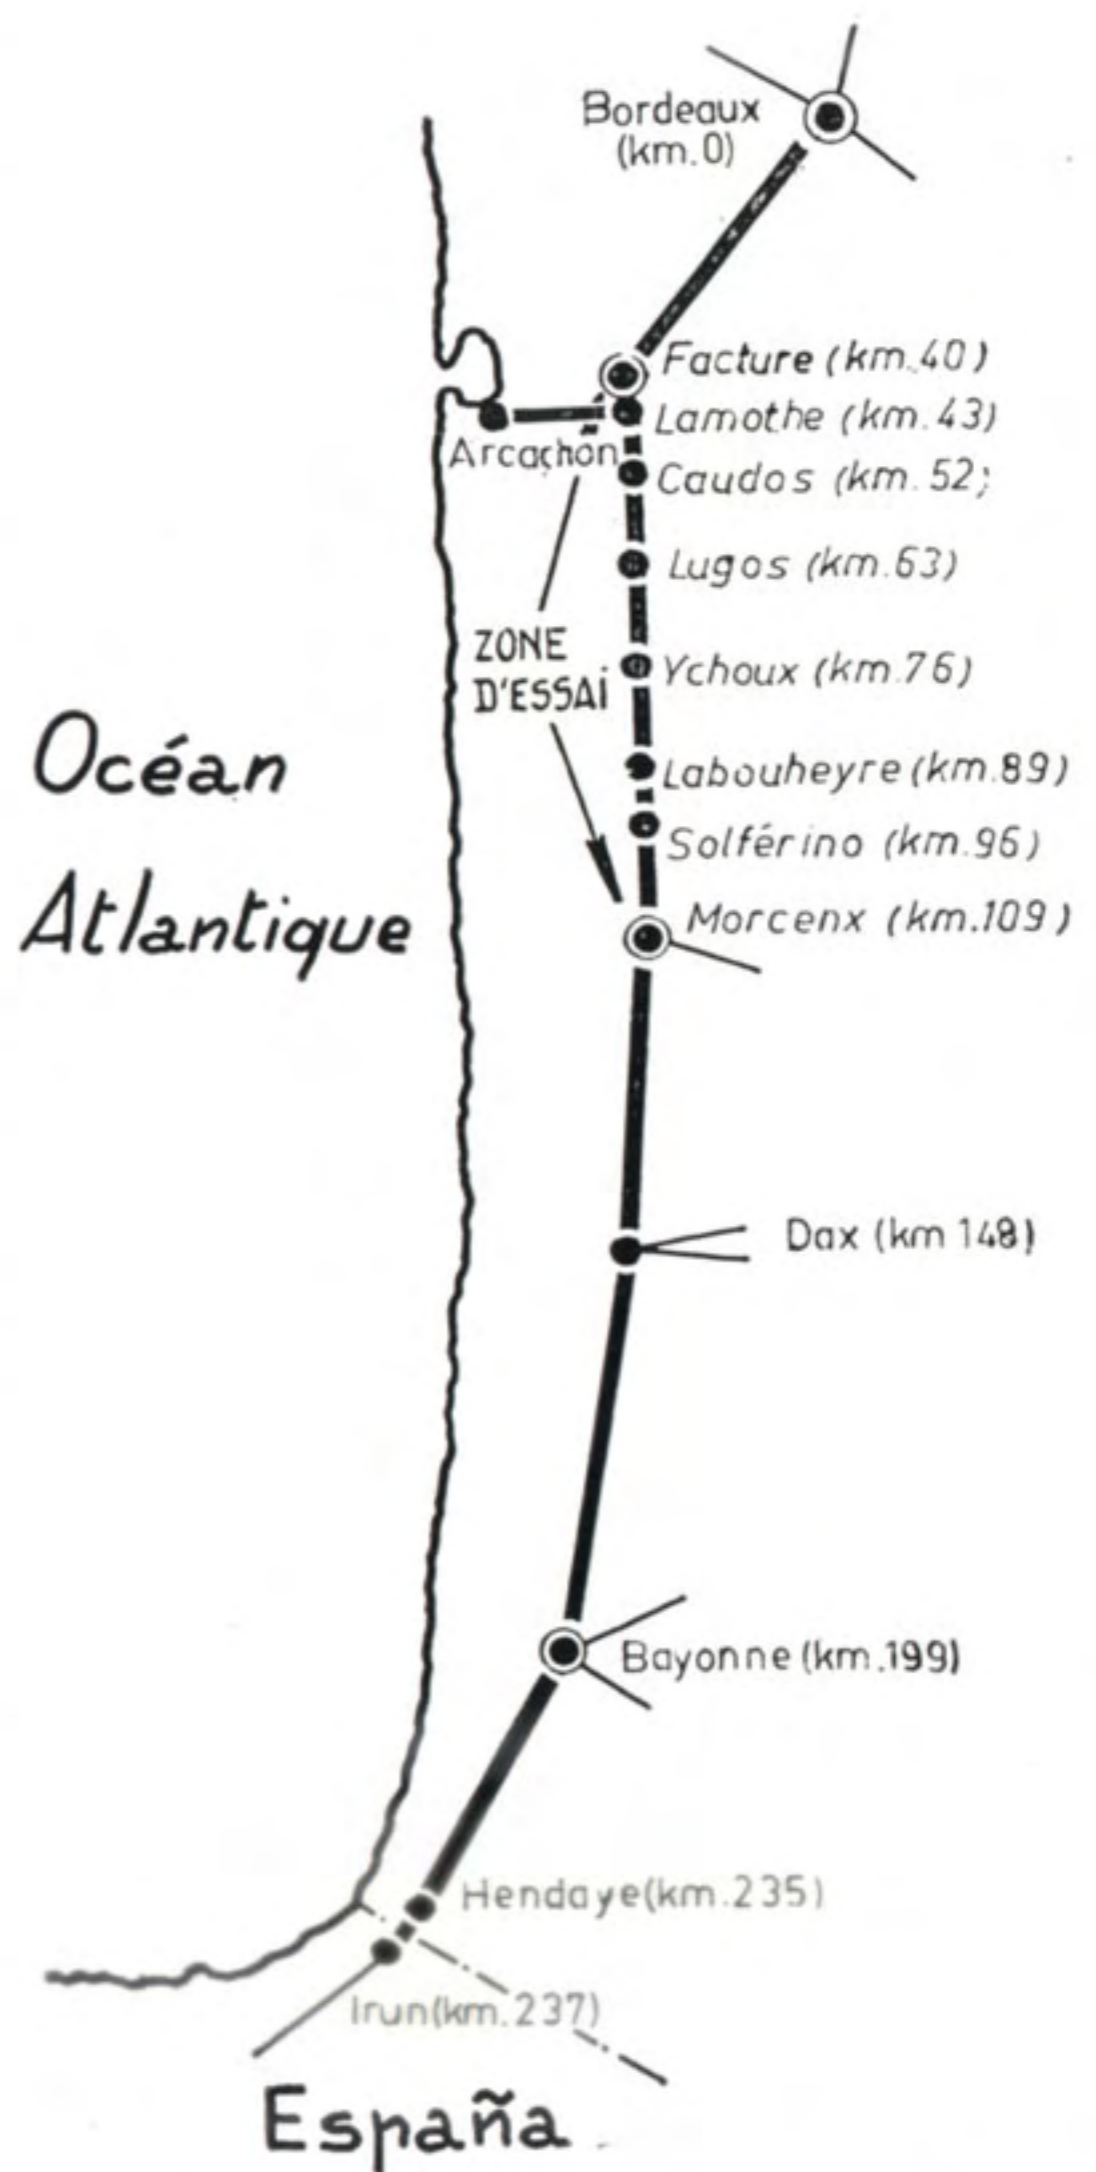 Bordeaux
(km.0)
Facture (km.40)
Lamothe (km.43)
Arcachon
Caudos (km.52)
Lugos (km.63)
ZONE
D'ESSAI
Ychoux (km.76)
Océan
Atlantique
Labouheyre (km.89)
Solférino (km.96)
Morcenx (km.109)
Dax (km 148)
Bayonne (km.199)
Hendaye (km.235)
Irun (km.237)
España